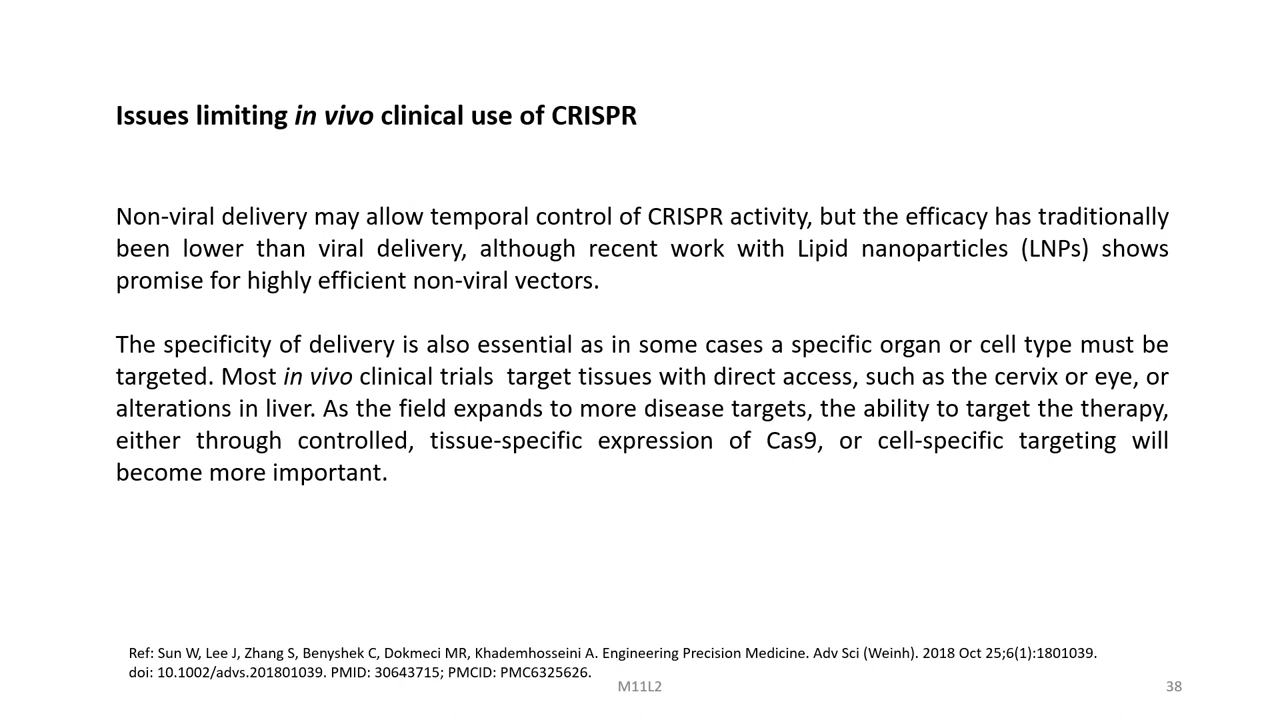 Issues limiting in vivo clinical use of CRISPR
Non-viral delivery may allow temporal control of CRISPR activity, but the efficacy has traditionally
been lower than viral delivery, although recent work with Lipid nanoparticles (LNPs) shows
promise for highly efficient non-viral vectors.
The specificity of delivery is also essential as in some cases a specific organ or cell type must be
targeted. Most in vivo clinical trials  target tissues with direct access, such as the cervix or eye, or
alterations in liver. As the field expands to more disease targets, the ability to target the therapy,
either through controlled, tissue-specific expression of Cas9, or cell-specific targeting will
become more important.
Ref: Sun W, Lee J, Zhang S, Benyshek C, Dokmeci MR, Khademhosseini A. Engineering Precision Medicine. Adv Sci (Weinh). 2018 Oct 25;6(1):1801039.
doi: 10.1002/advs.201801039. PMID: 30643715; PMCID: PMC6325626.
M11L2
38